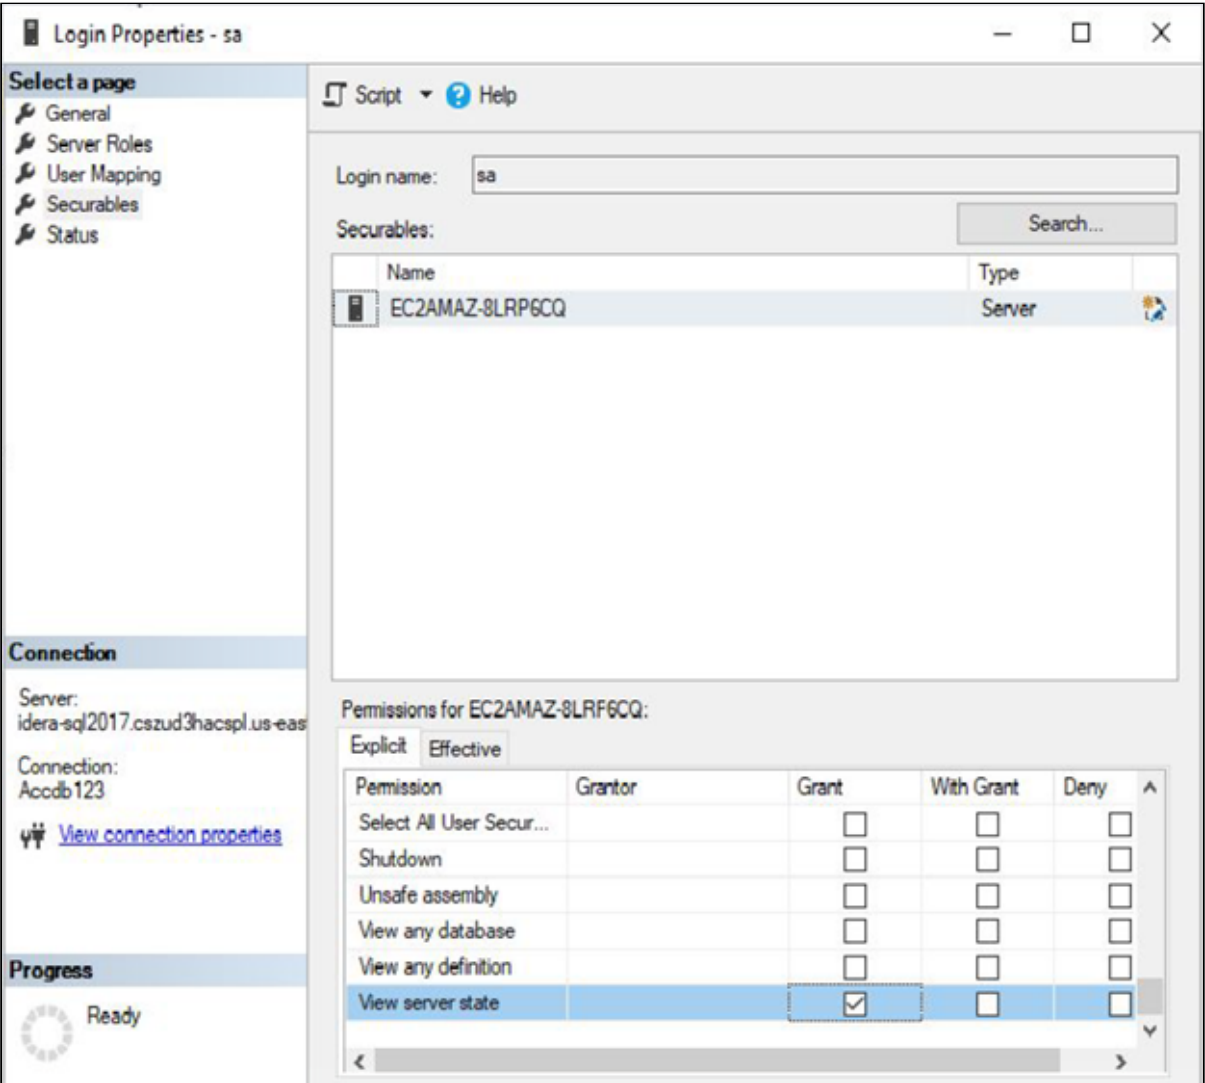 Login Properties - sa
Select a page
General
Server Roles
User Mapping
Securables
Status
Script
Help
Login name: sa
Securables: Search...
Name Type
EC2AMAZ-8LRP6CQ Server
Connection
Server:
idera-sql2017.cszud3hacspl.us-eas
Connection:
Accdb123
View connection properties
Progress
Ready
Permissions for EC2AMAZ-8LRF6CQ:
Explicit Effective
Permission Grantor Grant With Grant Deny
Select All User Secur...
Shutdown
Unsafe assembly
View any database
View any definition
View server state